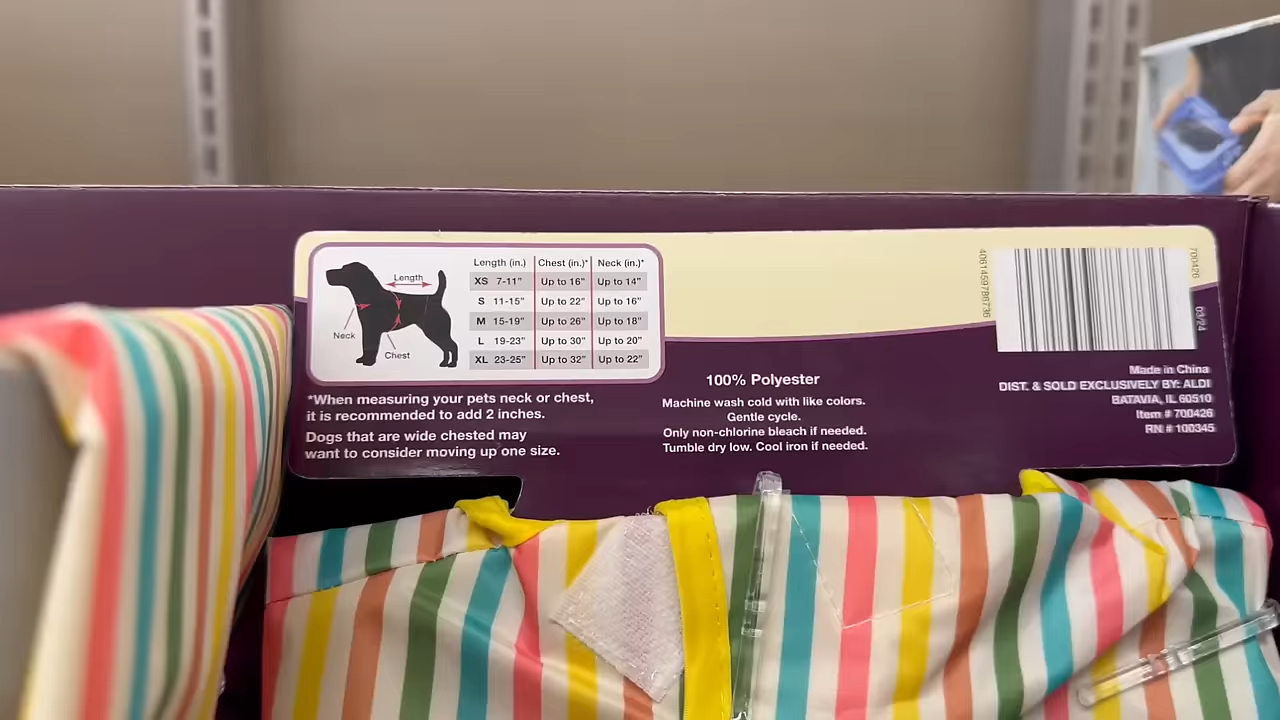 Length
Neck
Chest
Length (in.) Chest (in.)* Neck (in.)*
XS 7-11" Up to 16" Up to 14"
S 11-15" Up to 22" Up to 16"
M 15-19" Up to 26" Up to 18"
L 19-23" Up to 30" Up to 20"
XL 23-25" Up to 32" Up to 22"
*When measuring your pets neck or chest,
it is recommended to add 2 inches.
Dogs that are wide chested may
want to consider moving up one size.
100% Polyester
Machine wash cold with like colors.
Gentle cycle.
Only non-chlorine bleach if needed.
Tumble dry low. Cool iron if needed.
4061459786736
700426
03/24
Made in China
DIST. & SOLD EXCLUSIVELY BY: ALDI
BATAVIA, IL 60510
Item # 700426
RN # 100345